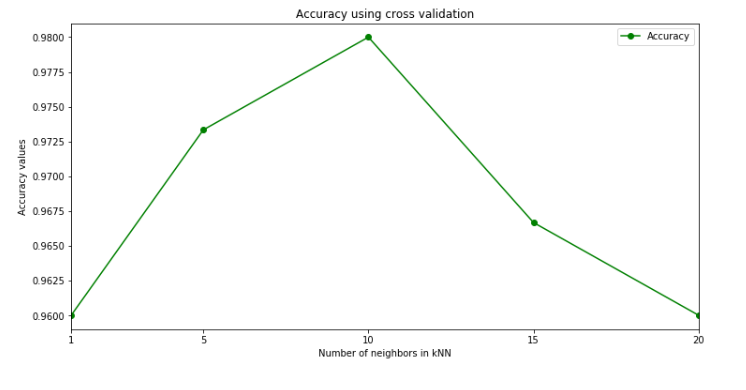 Accuracy using cross validation
Accuracy
0.9800
0.9775
0.9750
0.9725
0.9700
0.9675
0.9650
0.9625
0.9600
Accuracy values
1 5 10 15 20
Number of neighbors in kNN